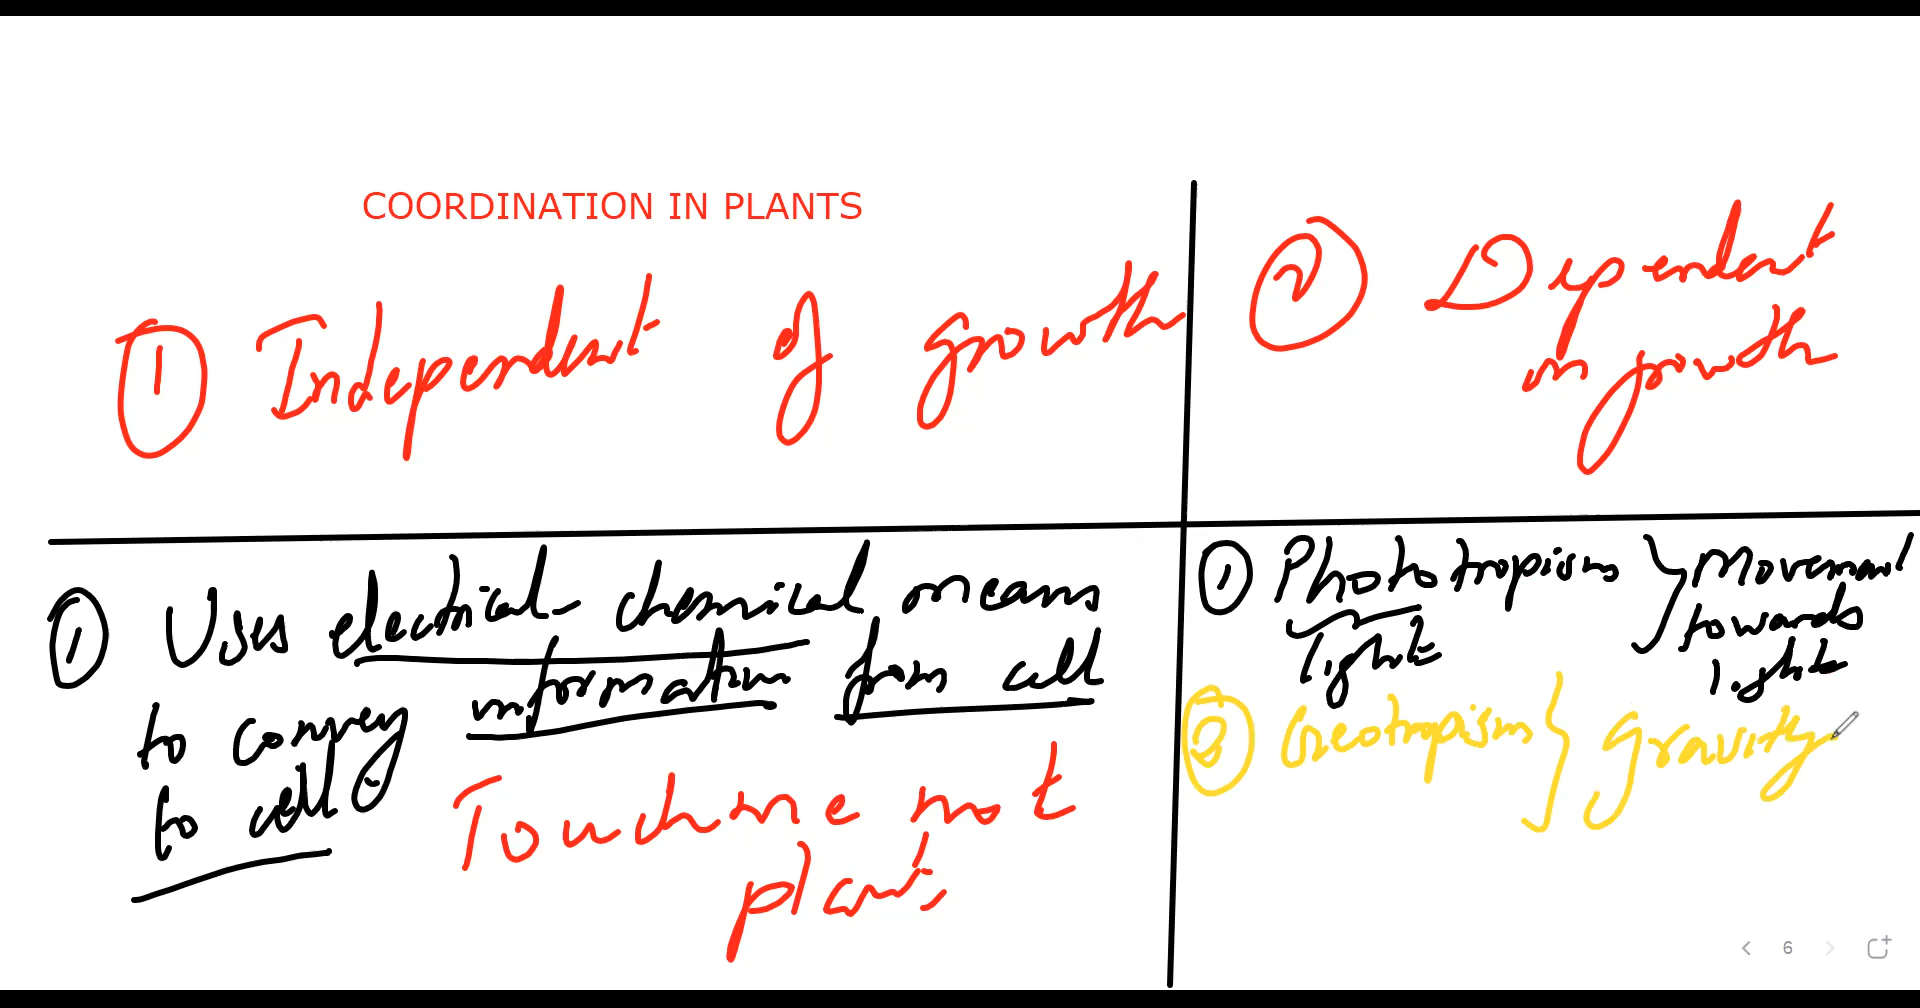 COORDINATION IN PLANTS
① Independent of growth
② Dependent
on growth
① Uses electrical-chemical means
to convey information from cell
to cell.
Touch me not
plants
① Phototropism } Movement
towards
light
light
② Geotropism } gravity
6